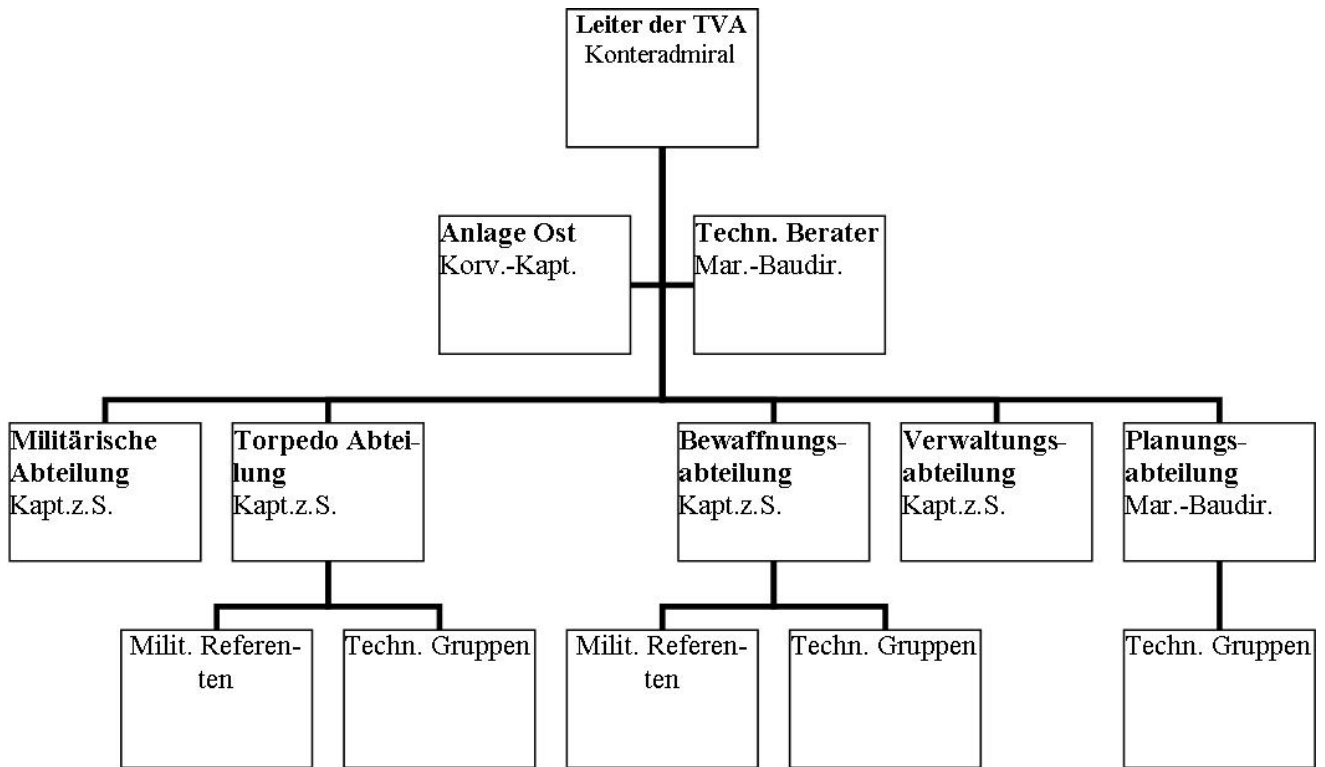 Leiter der TVA
Konteradmiral
Anlage Ost
Korv.-Kapt.
Techn. Berater
Mar.-Baudir.
Militärische
Abteilung
Kapt.z.S.
Torpedo Abtei-
lung
Kapt.z.S.
Bewaffnungs-
abteilung
Kapt.z.S.
Verwaltungs-
abteilung
Kapt.z.S.
Planungs-
abteilung
Mar.-Baudir.
Milit. Referen-
ten
Techn. Gruppen
Milit. Referen-
ten
Techn. Gruppen
Techn. Gruppen